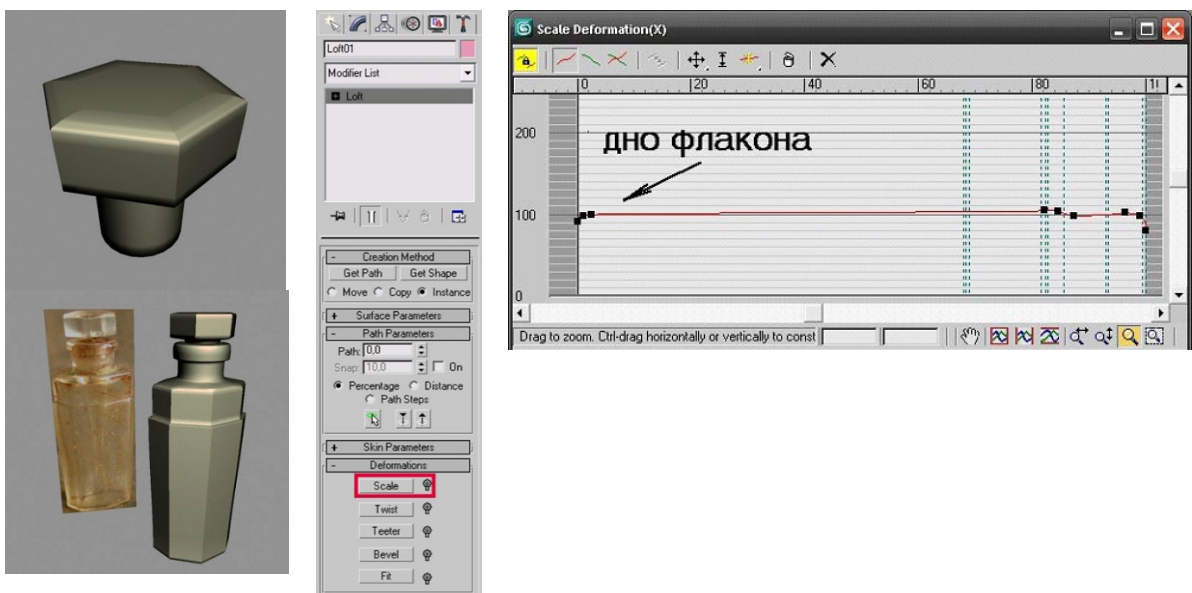 Loft01
Modifier List
Loft
Creation Method
Get Path Get Shape
Move Copy Instance
Surface Parameters
Path Parameters
Path: 0,0
Snap: 10,0 On
Percentage Distance
Path Steps
Skin Parameters
Deformations
Scale
Twist
Teeter
Bevel
Fit
Scale Deformation(X)
0 20 40 60 80
200
дно флакона
100
0
Drag to zoom. Ctrl-drag horizontally or vertically to const